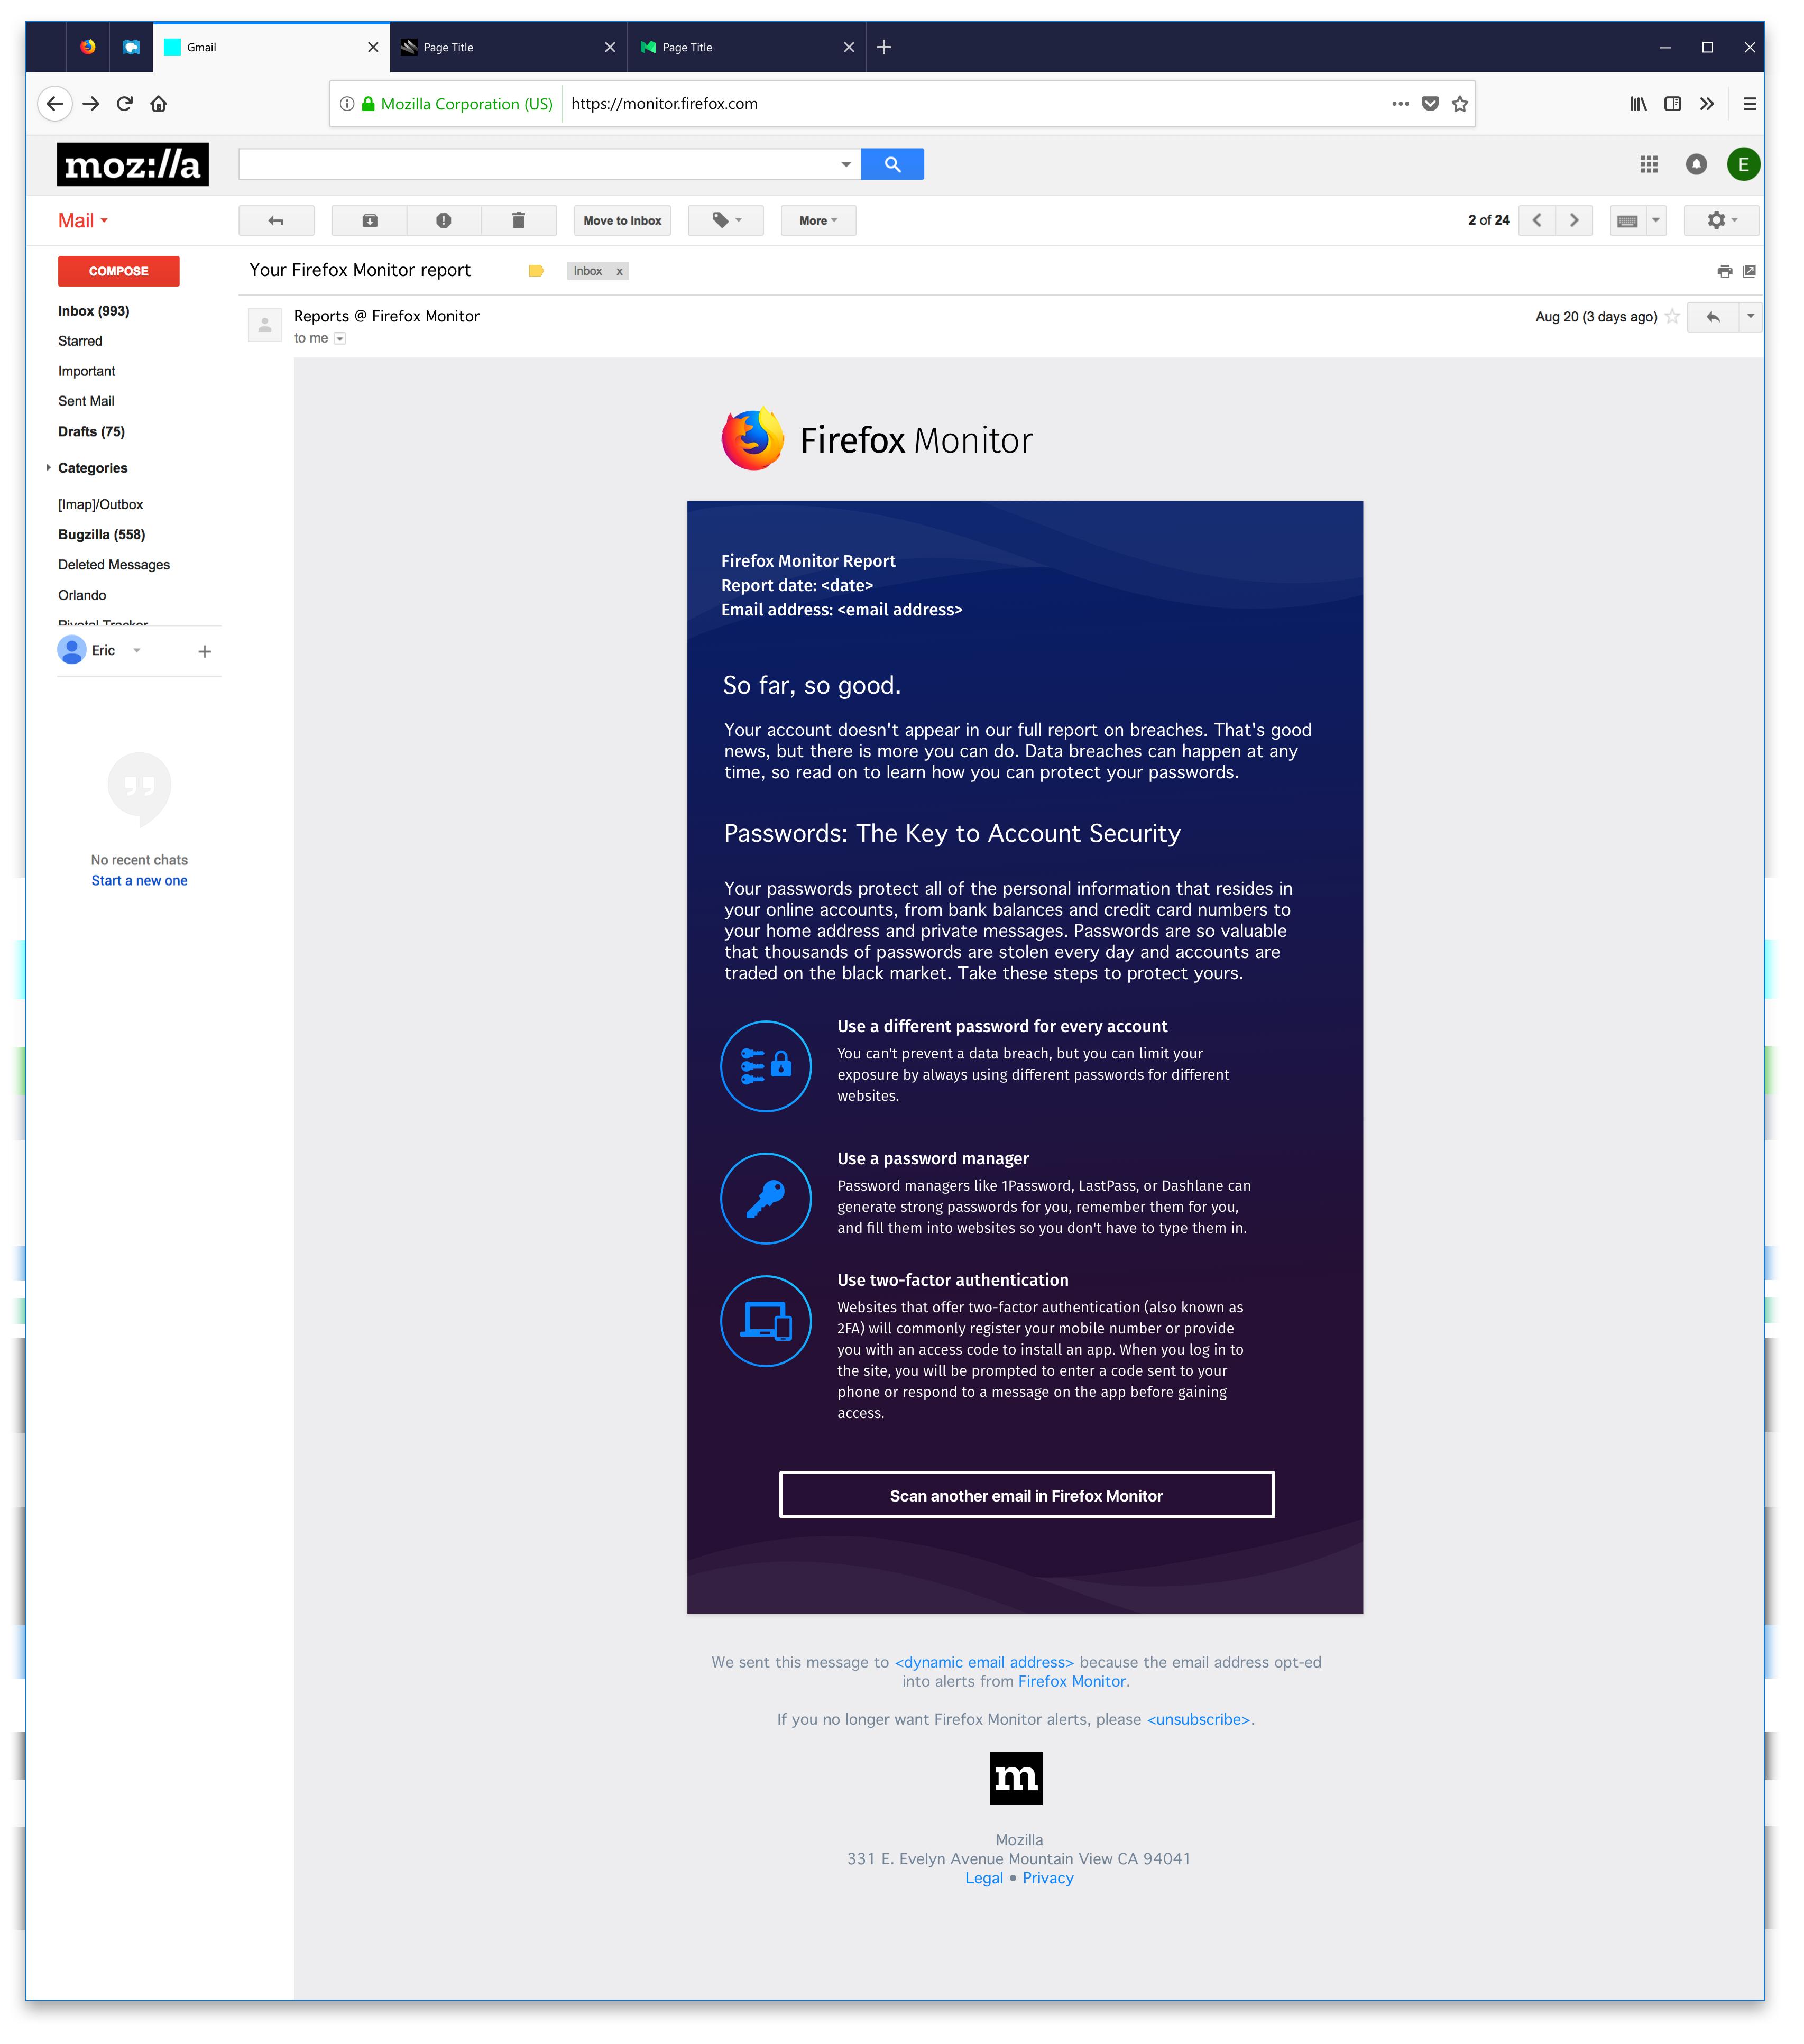 Gmail
Page Title
Page Title
Mozilla Corporation (US) https://monitor.firefox.com
moz://a
E
Mail
Move to Inbox
More
2 of 24
COMPOSE
Your Firefox Monitor report
Inbox x
Inbox (993)
Starred
Important
Sent Mail
Drafts (75)
Categories
[Imap]/Outbox
Bugzilla (558)
Deleted Messages
Orlando
Pivotal Tracker
Eric
No recent chats
Start a new one
Reports @ Firefox Monitor
to me
Aug 20 (3 days ago)
Firefox Monitor
Firefox Monitor Report
Report date: <date>
Email address: <email address>
So far, so good.
Your account doesn't appear in our full report on breaches. That's good
news, but there is more you can do. Data breaches can happen at any
time, so read on to learn how you can protect your passwords.
Passwords: The Key to Account Security
Your passwords protect all of the personal information that resides in
your online accounts, from bank balances and credit card numbers to
your home address and private messages. Passwords are so valuable
that thousands of passwords are stolen every day and accounts are
traded on the black market. Take these steps to protect yours.
Use a different password for every account
You can't prevent a data breach, but you can limit your
exposure by always using different passwords for different
websites.
Use a password manager
Password managers like 1Password, LastPass, or Dashlane can
generate strong passwords for you, remember them for you,
and fill them into websites so you don't have to type them in.
Use two-factor authentication
Websites that offer two-factor authentication (also known as
2FA) will commonly register your mobile number or provide
you with an access code to install an app. When you log in to
the site, you will be prompted to enter a code sent to your
phone or respond to a message on the app before gaining
access.
Scan another email in Firefox Monitor
We sent this message to <dynamic email address> because the email address opt-ed
into alerts from Firefox Monitor.
If you no longer want Firefox Monitor alerts, please <unsubscribe>.
m
Mozilla
331 E. Evelyn Avenue Mountain View CA 94041
Legal • Privacy